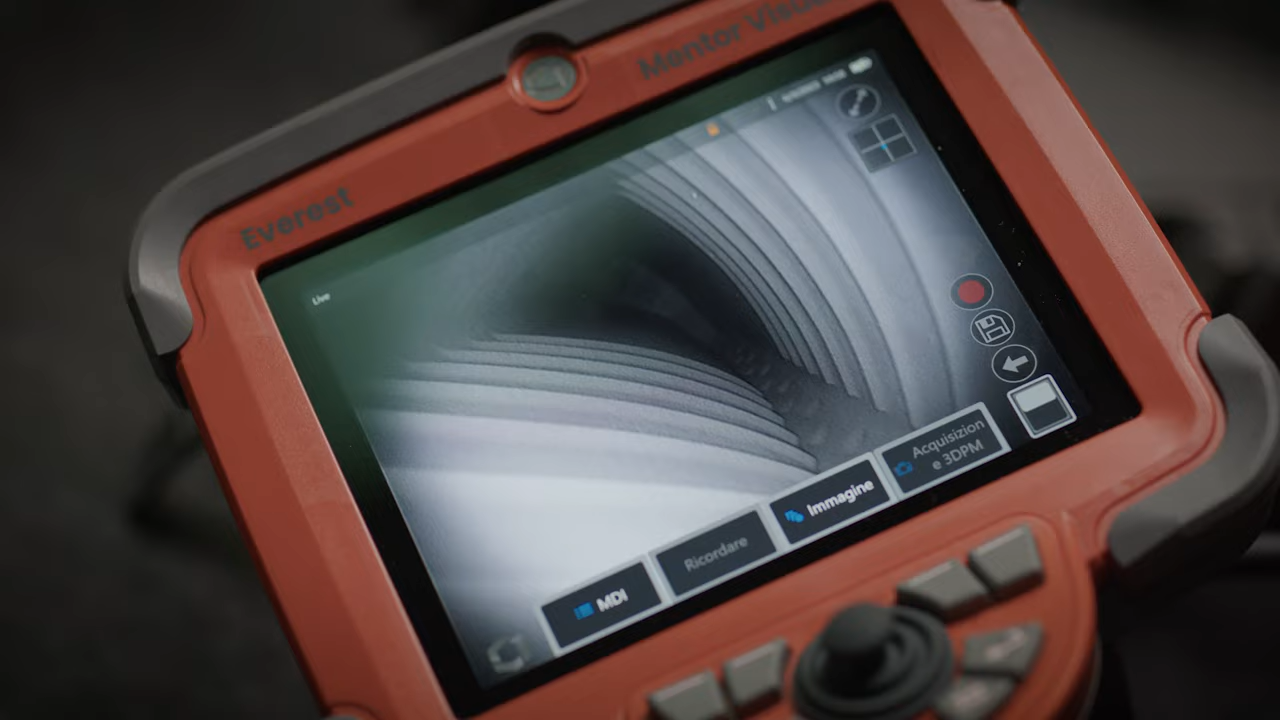 Everest
Mentor Visual
Live
MDI
Ricordare
Immagine
Acquisizion
e 3DPM